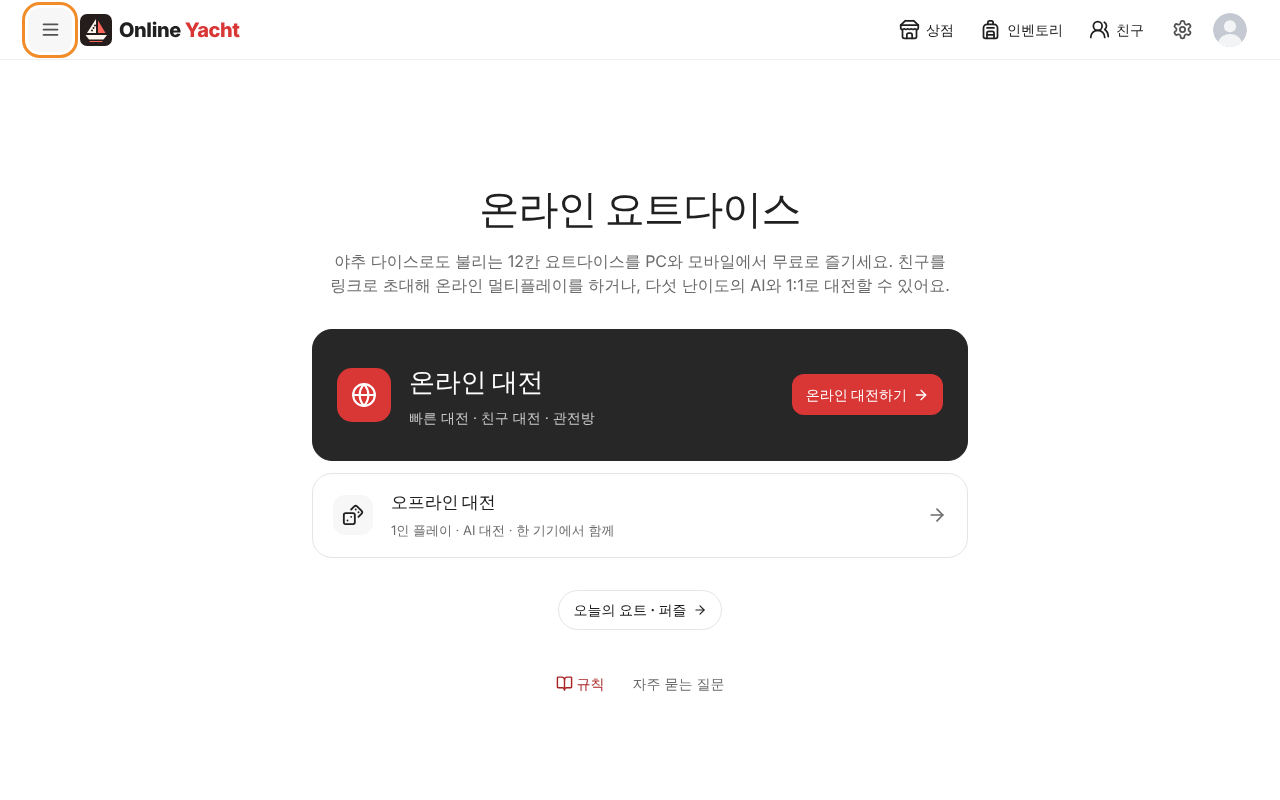 Online Yacht
상점
인벤토리
친구
온라인 요트다이스
야추 다이스로도 불리는 12칸 요트다이스를 PC와 모바일에서 무료로 즐기세요. 친구를
링크로 초대해 온라인 멀티플레이를 하거나, 다섯 난이도의 AI와 1:1로 대전할 수 있어요.
온라인 대전
빠른 대전 · 친구 대전 · 관전방
온라인 대전하기
오프라인 대전
1인 플레이 · AI 대전 · 한 기기에서 함께
오늘의 요트 · 퍼즐
규칙
자주 묻는 질문